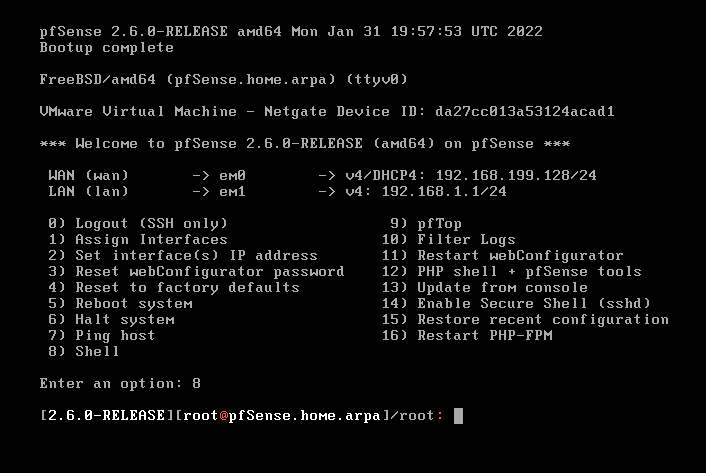 pfSense 2.6.0-RELEASE amd64 Mon Jan 31 19:57:53 UTC 2022
Bootup complete
FreeBSD/amd64 (pfSense.home.arpa) (ttyv0)
VMware Virtual Machine - Netgate Device ID: da27cc013a53124acad1
*** Welcome to pfSense 2.6.0-RELEASE (amd64) on pfSense ***
WAN (wan) -> em0 -> v4/DHCP4: 192.168.199.128/24
LAN (lan) -> em1 -> v4: 192.168.1.1/24
0) Logout (SSH only) 9) pfTop
1) Assign Interfaces 10) Filter Logs
2) Set interface(s) IP address 11) Restart webConfigurator
3) Reset webConfigurator password 12) PHP shell + pfSense tools
4) Reset to factory defaults 13) Update from console
5) Reboot system 14) Enable Secure Shell (sshd)
6) Halt system 15) Restore recent configuration
7) Ping host 16) Restart PHP-FPM
8) Shell
Enter an option: 8
[2.6.0-RELEASE][root@pfSense.home.arpa]/root: